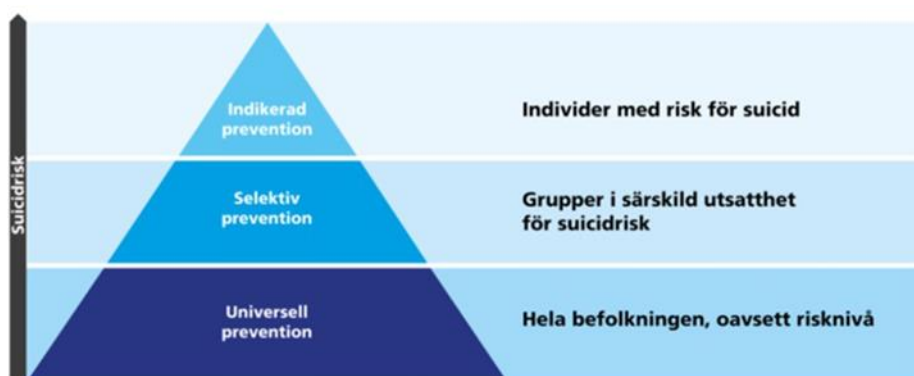 Suicidrisk
Indikerad
prevention
Individer med risk för suicid
Selektiv
prevention
Grupper i särskild utsatthet
för suicidrisk
Universell
prevention
Hela befolkningen, oavsett risknivå